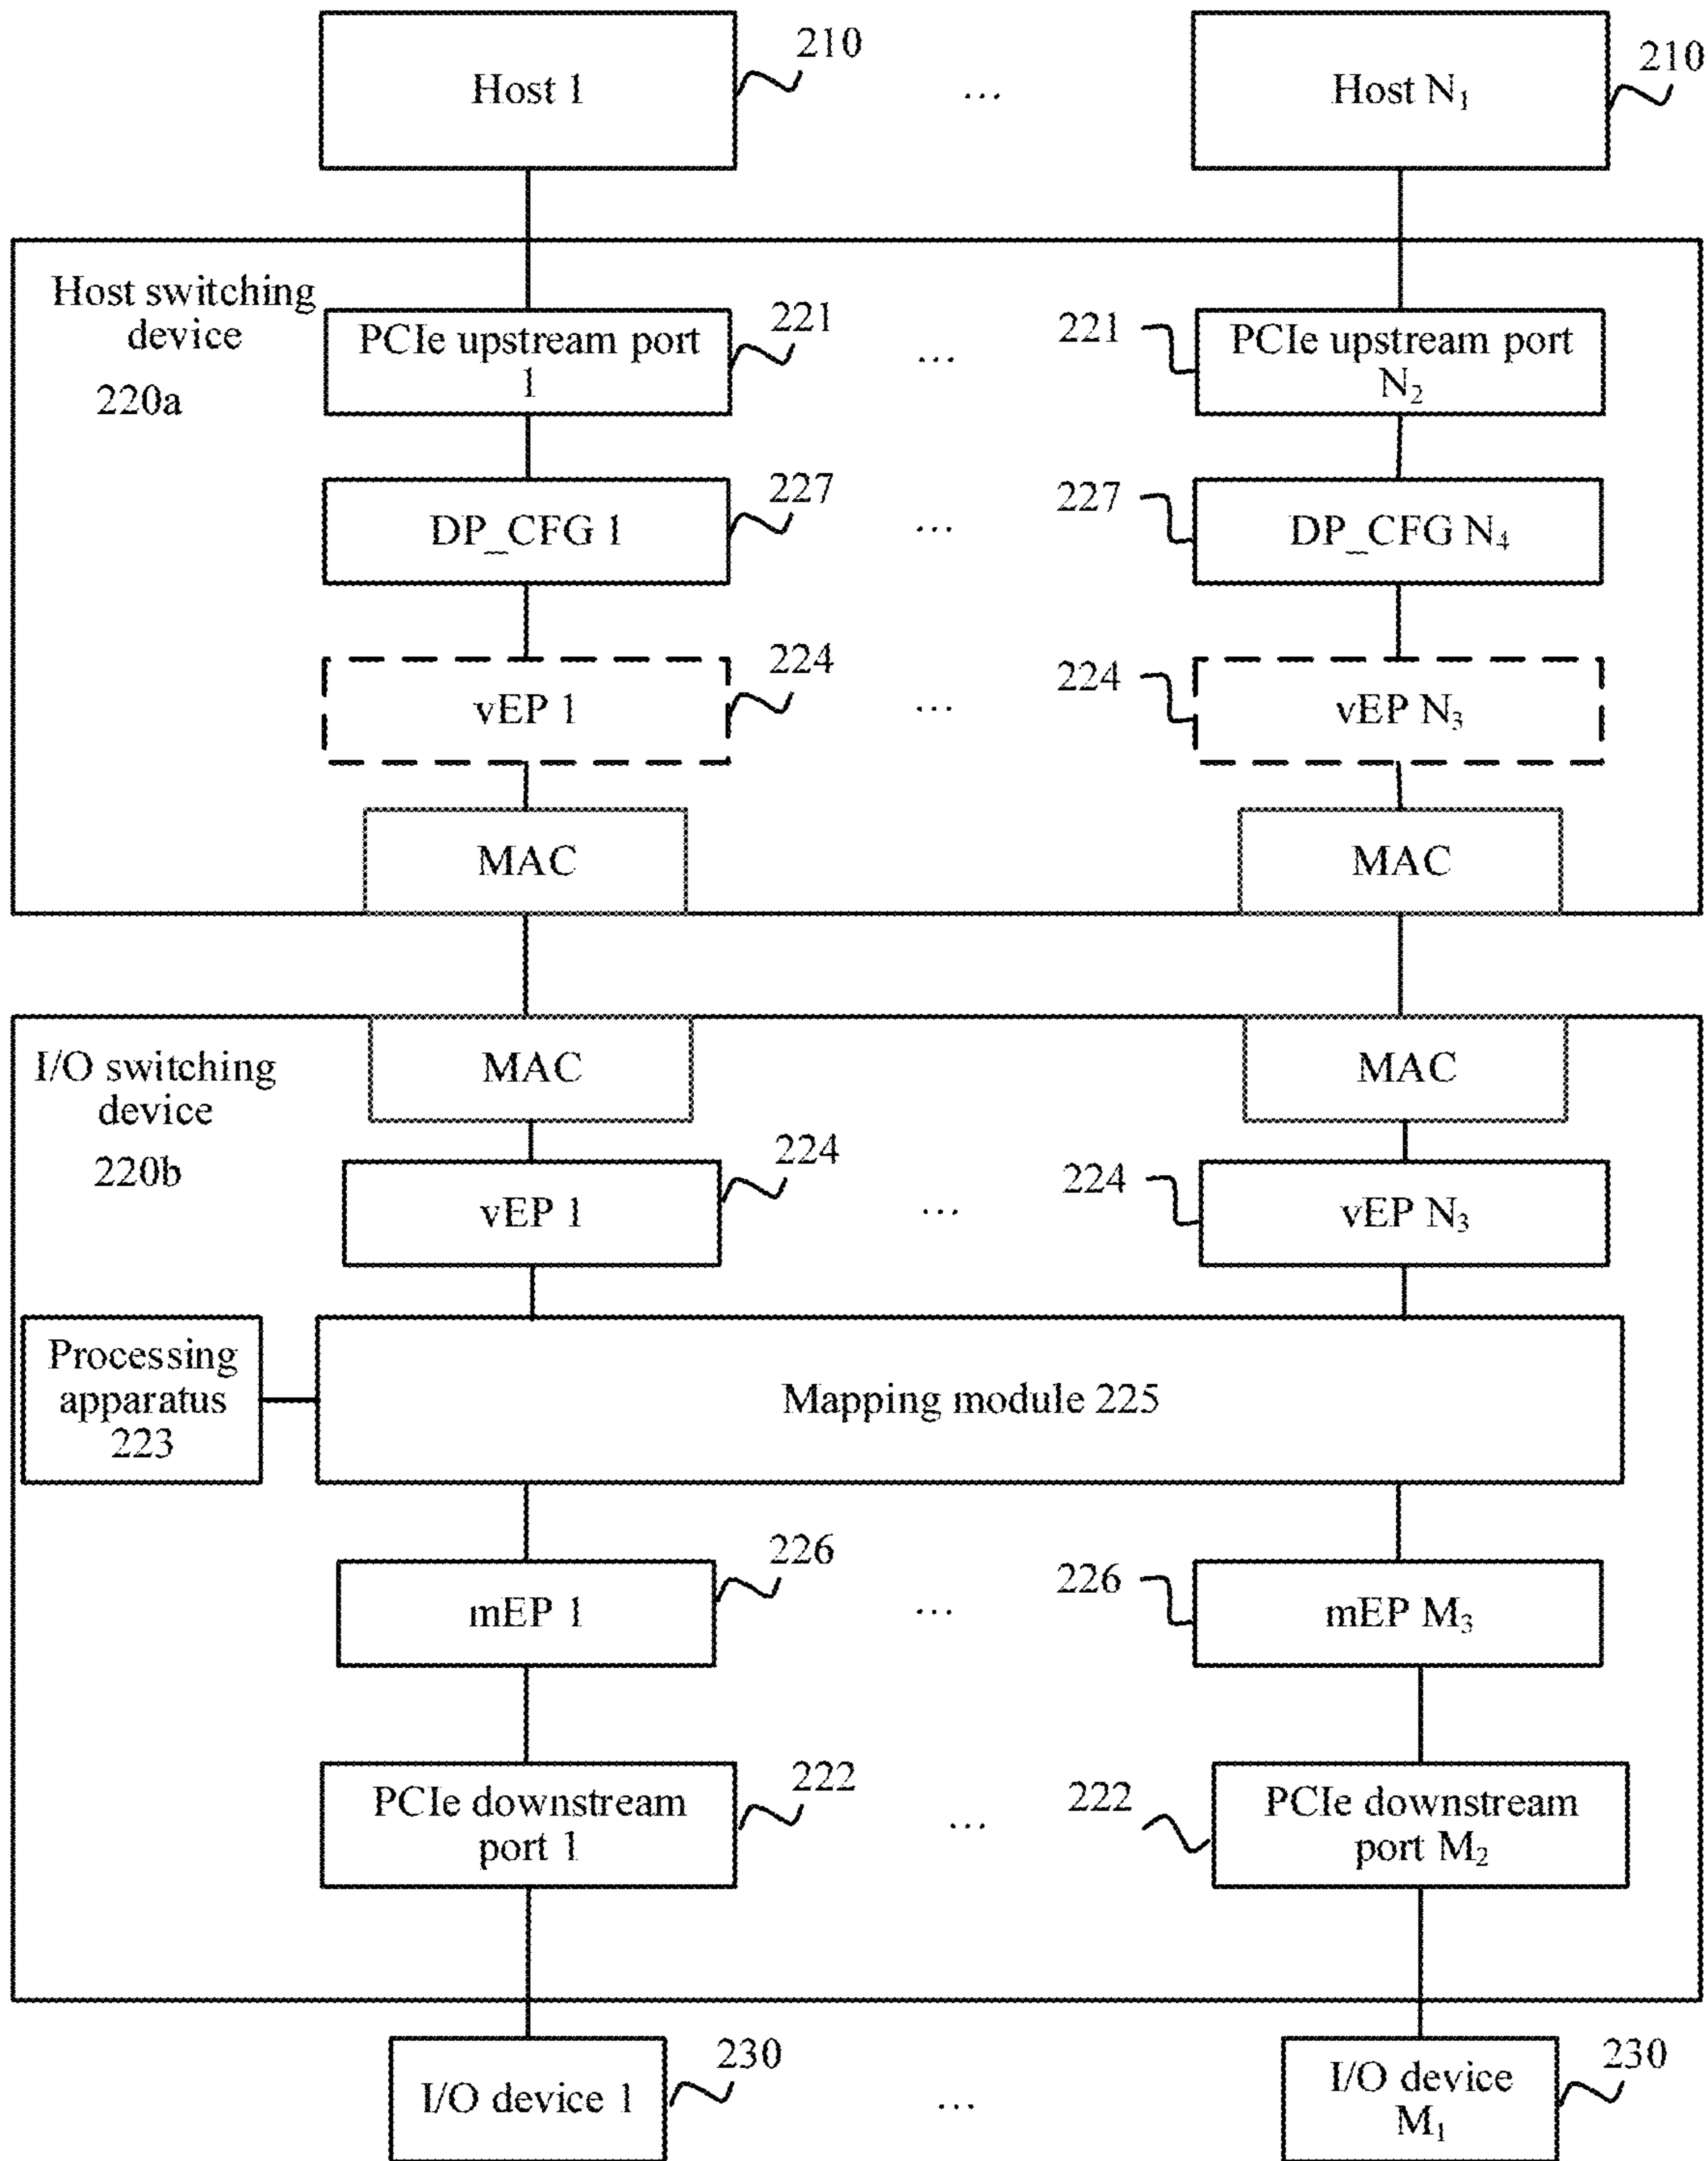 Host 1
210
...
Host N₁
210
Host switching
device
220a
PCIe upstream port
1
221
...
221
PCIe upstream port
N₂
DP_CFG 1
227
...
227
DP_CFG N₄
vEP 1
224
...
224
vEP N₃
MAC
MAC
I/O switching
device
220b
MAC
MAC
vEP 1
224
...
224
vEP N₃
Processing
apparatus
223
Mapping module 225
mEP 1
226
...
226
mEP M₃
PCIe downstream
port 1
222
...
222
PCIe downstream
port M₂
I/O device 1
230
...
I/O device
M₁
230